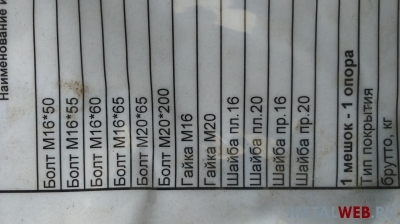 Наименование и
Болт М16*50
Болт М16*55
Болт М16*60
Болт М16*65
Болт М20*65
Болт М20*200
Гайка М16
Гайка М20
Шайба пл.16
Шайба пл.20
Шайба пр.16
Шайба пр.20
1 мешок - 1 опора
Тип покрытия
брутто, кг
WEB.